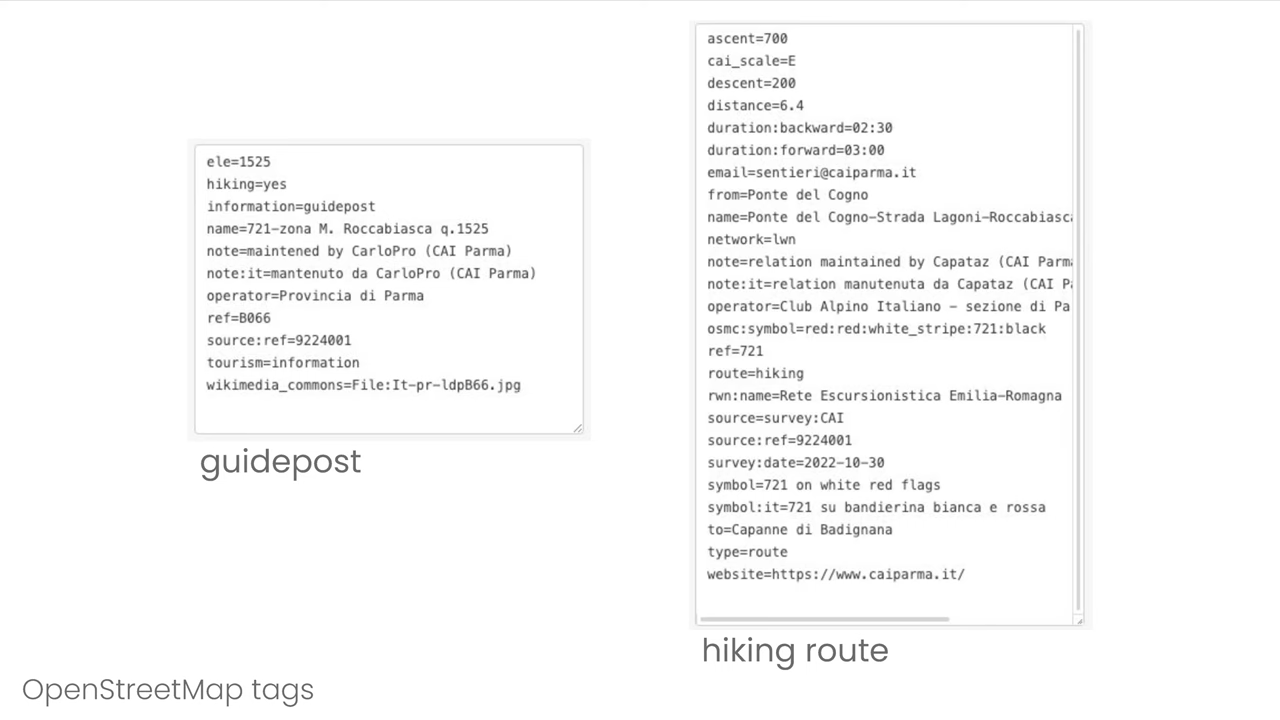 ele=1525
hiking=yes
information=guidepost
name=721-zona M. Roccabiasca q.1525
note=maintened by CarloPro (CAI Parma)
note:it=mantenuto da CarloPro (CAI Parma)
operator=Provincia di Parma
ref=B066
source:ref=9224001
tourism=information
wikimedia_commons=File:It-pr-ldpB66.jpg
guidepost
ascent=700
cai_scale=E
descent=200
distance=6.4
duration:backward=02:30
duration:forward=03:00
email=sentieri@caiparma.it
from=Ponte del Cogno
name=Ponte del Cogno-Strada Lagoni-Roccabiasca
network=lwn
note=relation maintained by Capataz (CAI Parma
note:it=relation manutenuta da Capataz (CAI P
operator=Club Alpino Italiano - sezione di Pa
osmc:symbol=red:red:white_stripe:721:black
ref=721
route=hiking
rwn:name=Rete Escursionistica Emilia-Romagna
source=survey:CAI
source:ref=9224001
survey:date=2022-10-30
symbol=721 on white red flags
symbol:it=721 su bandierina bianca e rossa
to=Capanne di Badignana
type=route
website=https://www.caiparma.it/
hiking route
OpenStreetMap tags